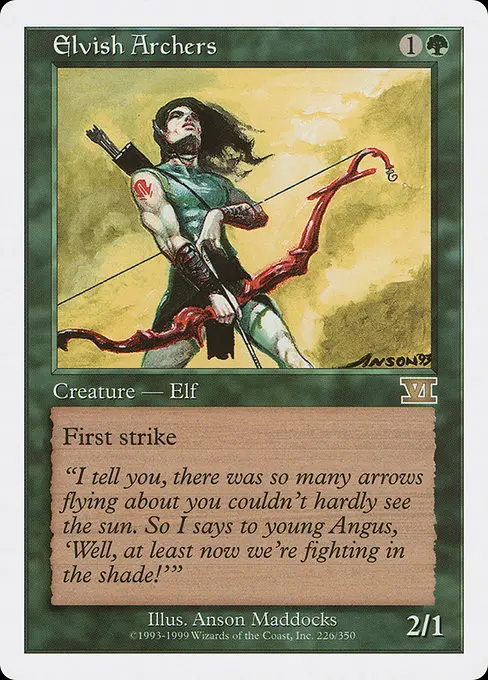 Elvish Archers
1
ANSON99
Creature — Elf
VI
First strike
“I tell you, there was so many arrows
flying about you couldn’t hardly see
the sun. So I says to young Angus,
‘Well, at least now we’re fighting in
the shade!’”
Illus. Anson Maddocks
©1993-1999 Wizards of the Coast, Inc. 226/350
2/1